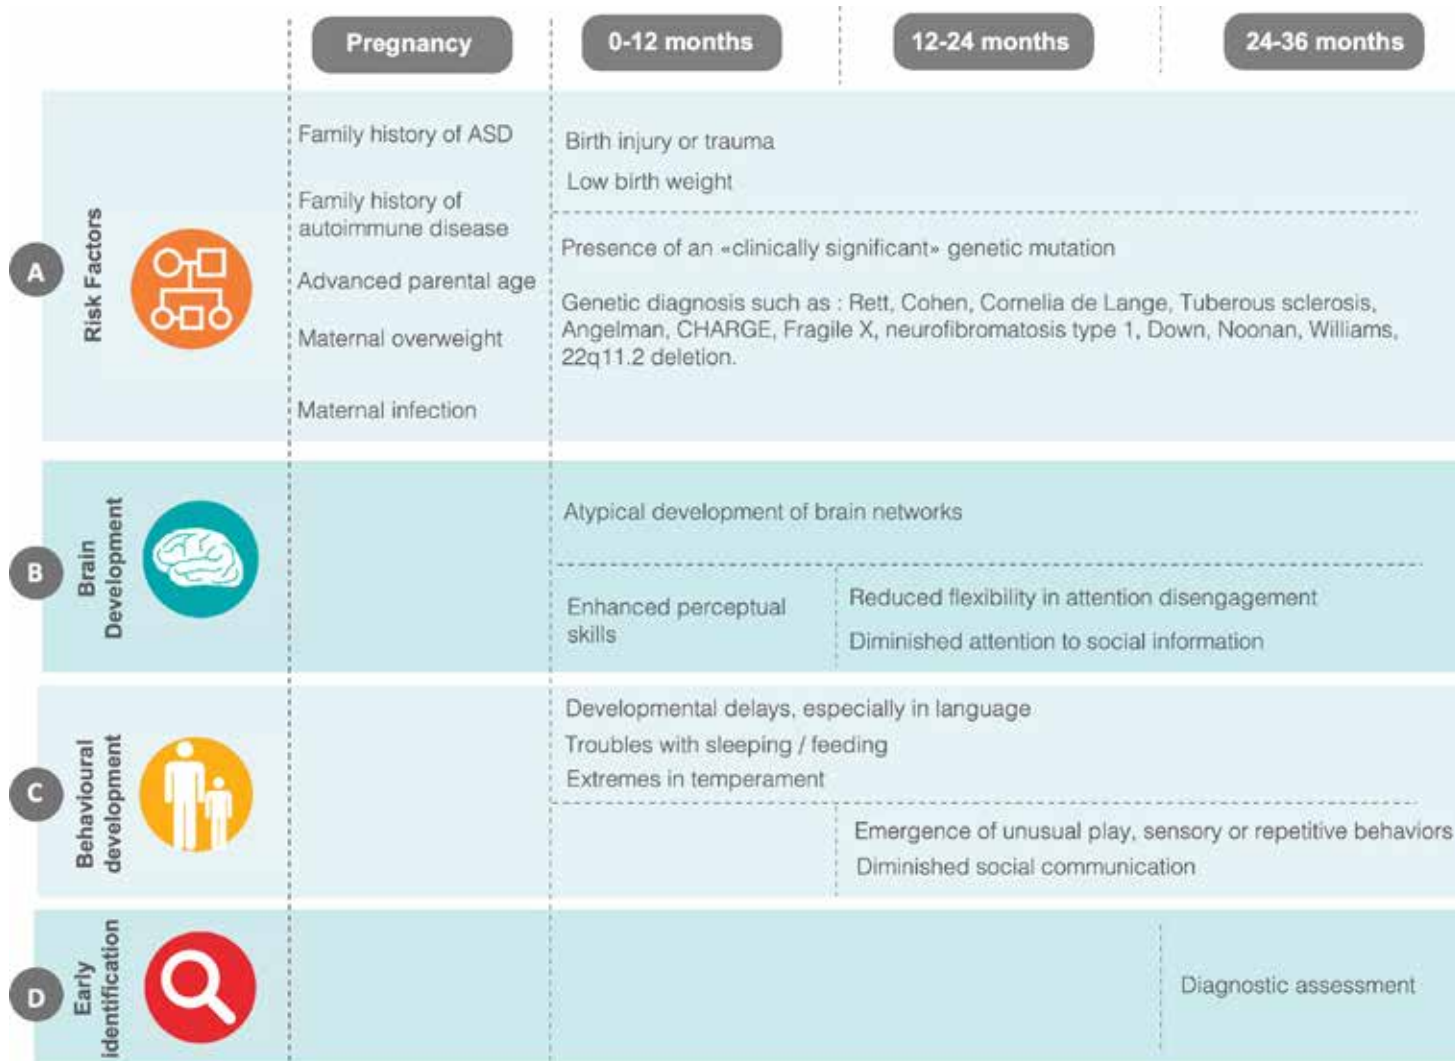 Pregnancy
0-12 months
12-24 months
24-36 months
A
Risk Factors
Family history of ASD
Family history of
autoimmune disease
Advanced parental age
Maternal overweight
Maternal infection
Birth injury or trauma
Low birth weight
Presence of an «clinically significant» genetic mutation
Genetic diagnosis such as : Rett, Cohen, Cornelia de Lange, Tuberous sclerosis,
Angelman, CHARGE, Fragile X, neurofibromatosis type 1, Down, Noonan, Williams,
22q11.2 deletion.
B
Brain
Development
Atypical development of brain networks
Enhanced perceptual
skills
Reduced flexibility in attention disengagement
Diminished attention to social information
C
Behavioural
development
Developmental delays, especially in language
Troubles with sleeping / feeding
Extremes in temperament
Emergence of unusual play, sensory or repetitive behaviors
Diminished social communication
D
Early
identification
Diagnostic assessment